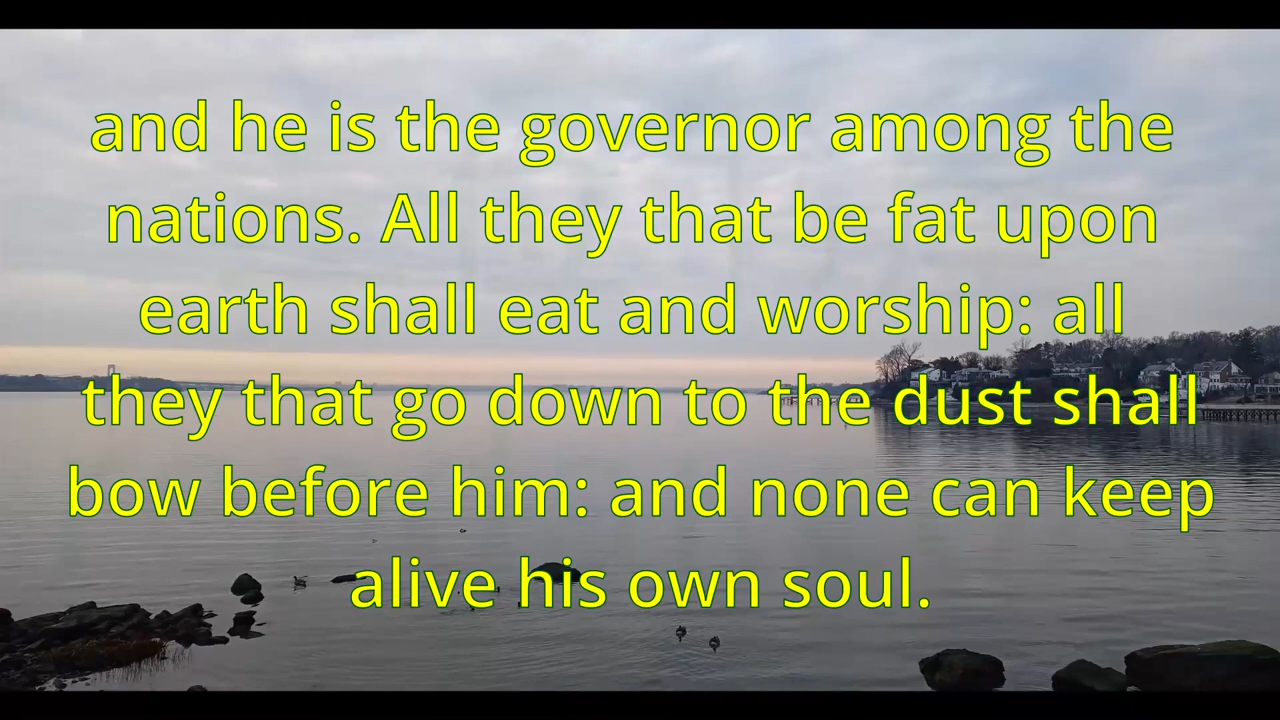 and he is the governor among the
nations. All they that be fat upon
earth shall eat and worship: all
they that go down to the dust shall
bow before him: and none can keep
alive his own soul.